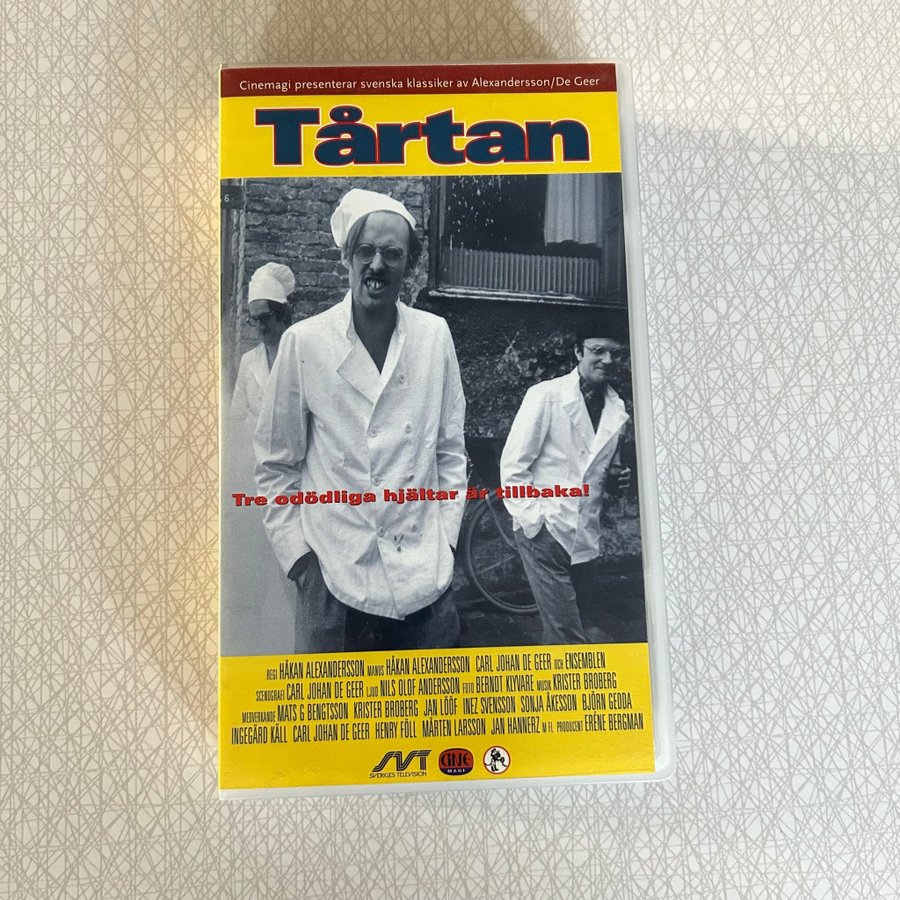 Cinemagi presenterar svenska klassiker av Alexandersson/De Geer
Tårtan
6
Tre odödliga hjältar är tillbaka!
REGI HÅKAN ALEXANDERSSON MANUS HÅKAN ALEXANDERSSON CARL JOHAN DE GEER OCH ENSEMBLEN
SCENOGRAFI CARL JOHAN DE GEER LJUD NILS OLOF ANDERSSON FOTO BERNDT KLYVARE MUSIK KRISTER BROBERG
MEDVERKANDE MATS G BENGTSSON KRISTER BROBERG JAN LÖÖF INEZ SVENSSON SONJA ÅKESSON BJÖRN GEDDA
INGEGÄRD KÄLL CARL JOHAN DE GEER HENRY FÖLL MÅRTEN LARSSON JAN HANNERZ M FL PRODUCENT ERÉNE BERGMAN
SVT
SVERIGES TELEVISION
CINE
MAGI